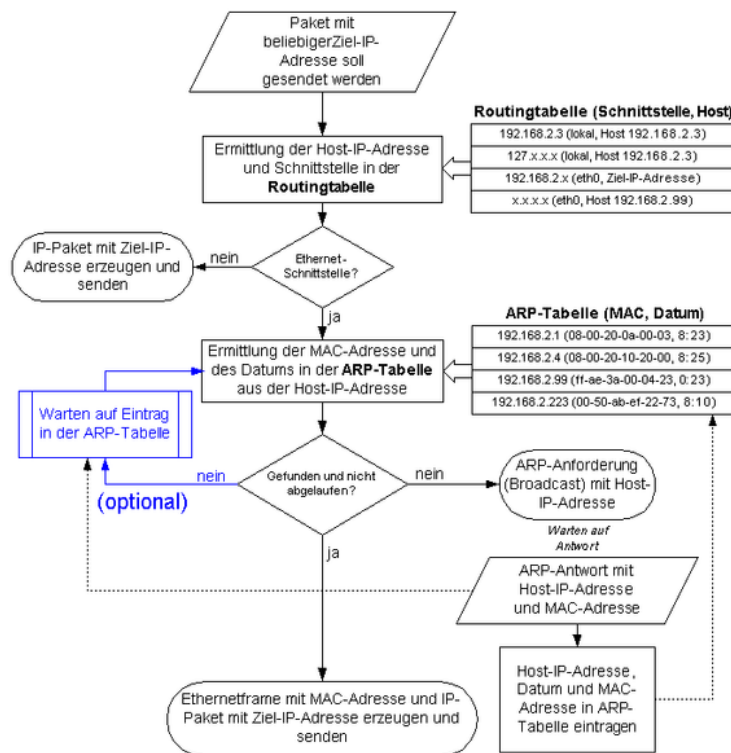 Paket mit
beliebigerZiel-IP-
Adresse soll
gesendet werden
Routingtabelle (Schnittstelle, Host)
192.168.2.3 (lokal, Host 192.168.2.3)
127.x.x.x (lokal, Host 192.168.2.3)
192.168.2.x (eth0, Ziel-IP-Adresse)
x.x.x.x (eth0, Host 192.168.2.99)
Ermittlung der Host-IP-Adresse
und Schnittstelle in der
Routingtabelle
IP-Paket mit Ziel-IP-
Adresse erzeugen und
senden
nein
Ethernet-
Schnittstelle?
ja
ARP-Tabelle (MAC, Datum)
192.168.2.1 (08-00-20-0a-00-03, 8:23)
192.168.2.4 (08-00-20-10-20-00, 8:25)
192.168.2.99 (ff-ae-3a-00-04-23, 0:23)
192.168.2.223 (00-50-ab-ef-22-73, 8:10)
Ermittlung der MAC-Adresse und
des Datums in der ARP-Tabelle
aus der Host-IP-Adresse
Warten auf Eintrag
in der ARP-Tabelle
nein
(optional)
Gefunden und nicht
abgelaufen?
nein
ARP-Anforderung
(Broadcast) mit Host-
IP-Adresse
Warten auf
Antwort
ja
ARP-Antwort mit
Host-IP-Adresse
und MAC-Adresse
Host-IP-Adresse,
Datum und MAC-
Adresse in ARP-
Tabelle eintragen
Ethernetframe mit MAC-Adresse und IP-
Paket mit Ziel-IP-Adresse erzeugen und
senden